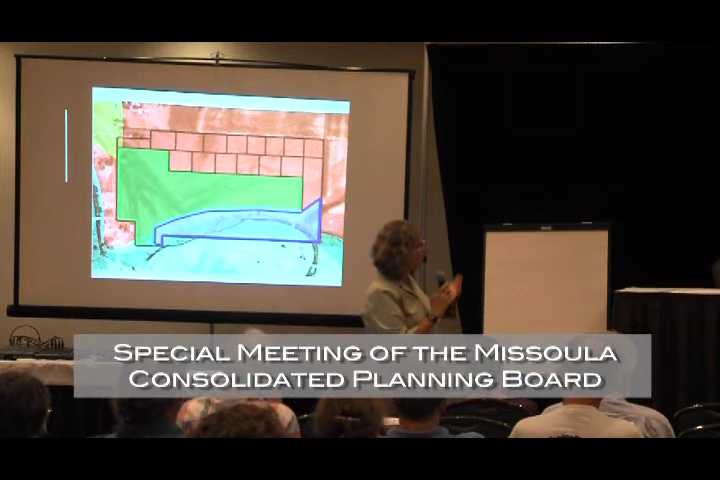 Special Meeting of the Missoula
Consolidated Planning Board